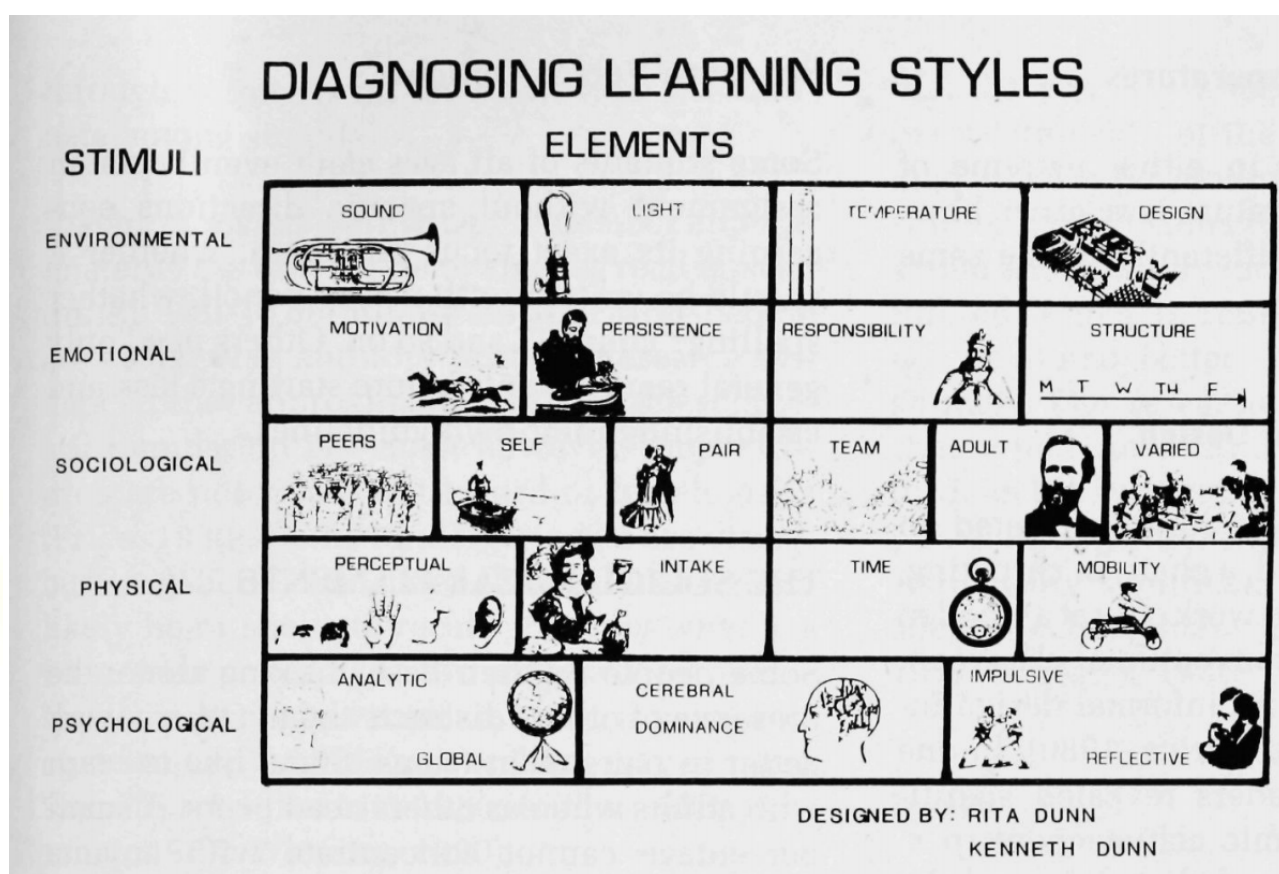 DIAGNOSING LEARNING STYLES
STIMULI
ELEMENTS
ENVIRONMENTAL
SOUND
LIGHT
TEMPERATURE
DESIGN
EMOTIONAL
MOTIVATION
PERSISTENCE
RESPONSIBILITY
STRUCTURE
M T W TH F
SOCIOLOGICAL
PEERS
SELF
PAIR
TEAM
ADULT
VARIED
PHYSICAL
PERCEPTUAL
INTAKE
TIME
MOBILITY
PSYCHOLOGICAL
ANALYTIC
GLOBAL
CEREBRAL
DOMINANCE
IMPULSIVE
REFLECTIVE
DESIGNED BY: RITA DUNN
KENNETH DUNN